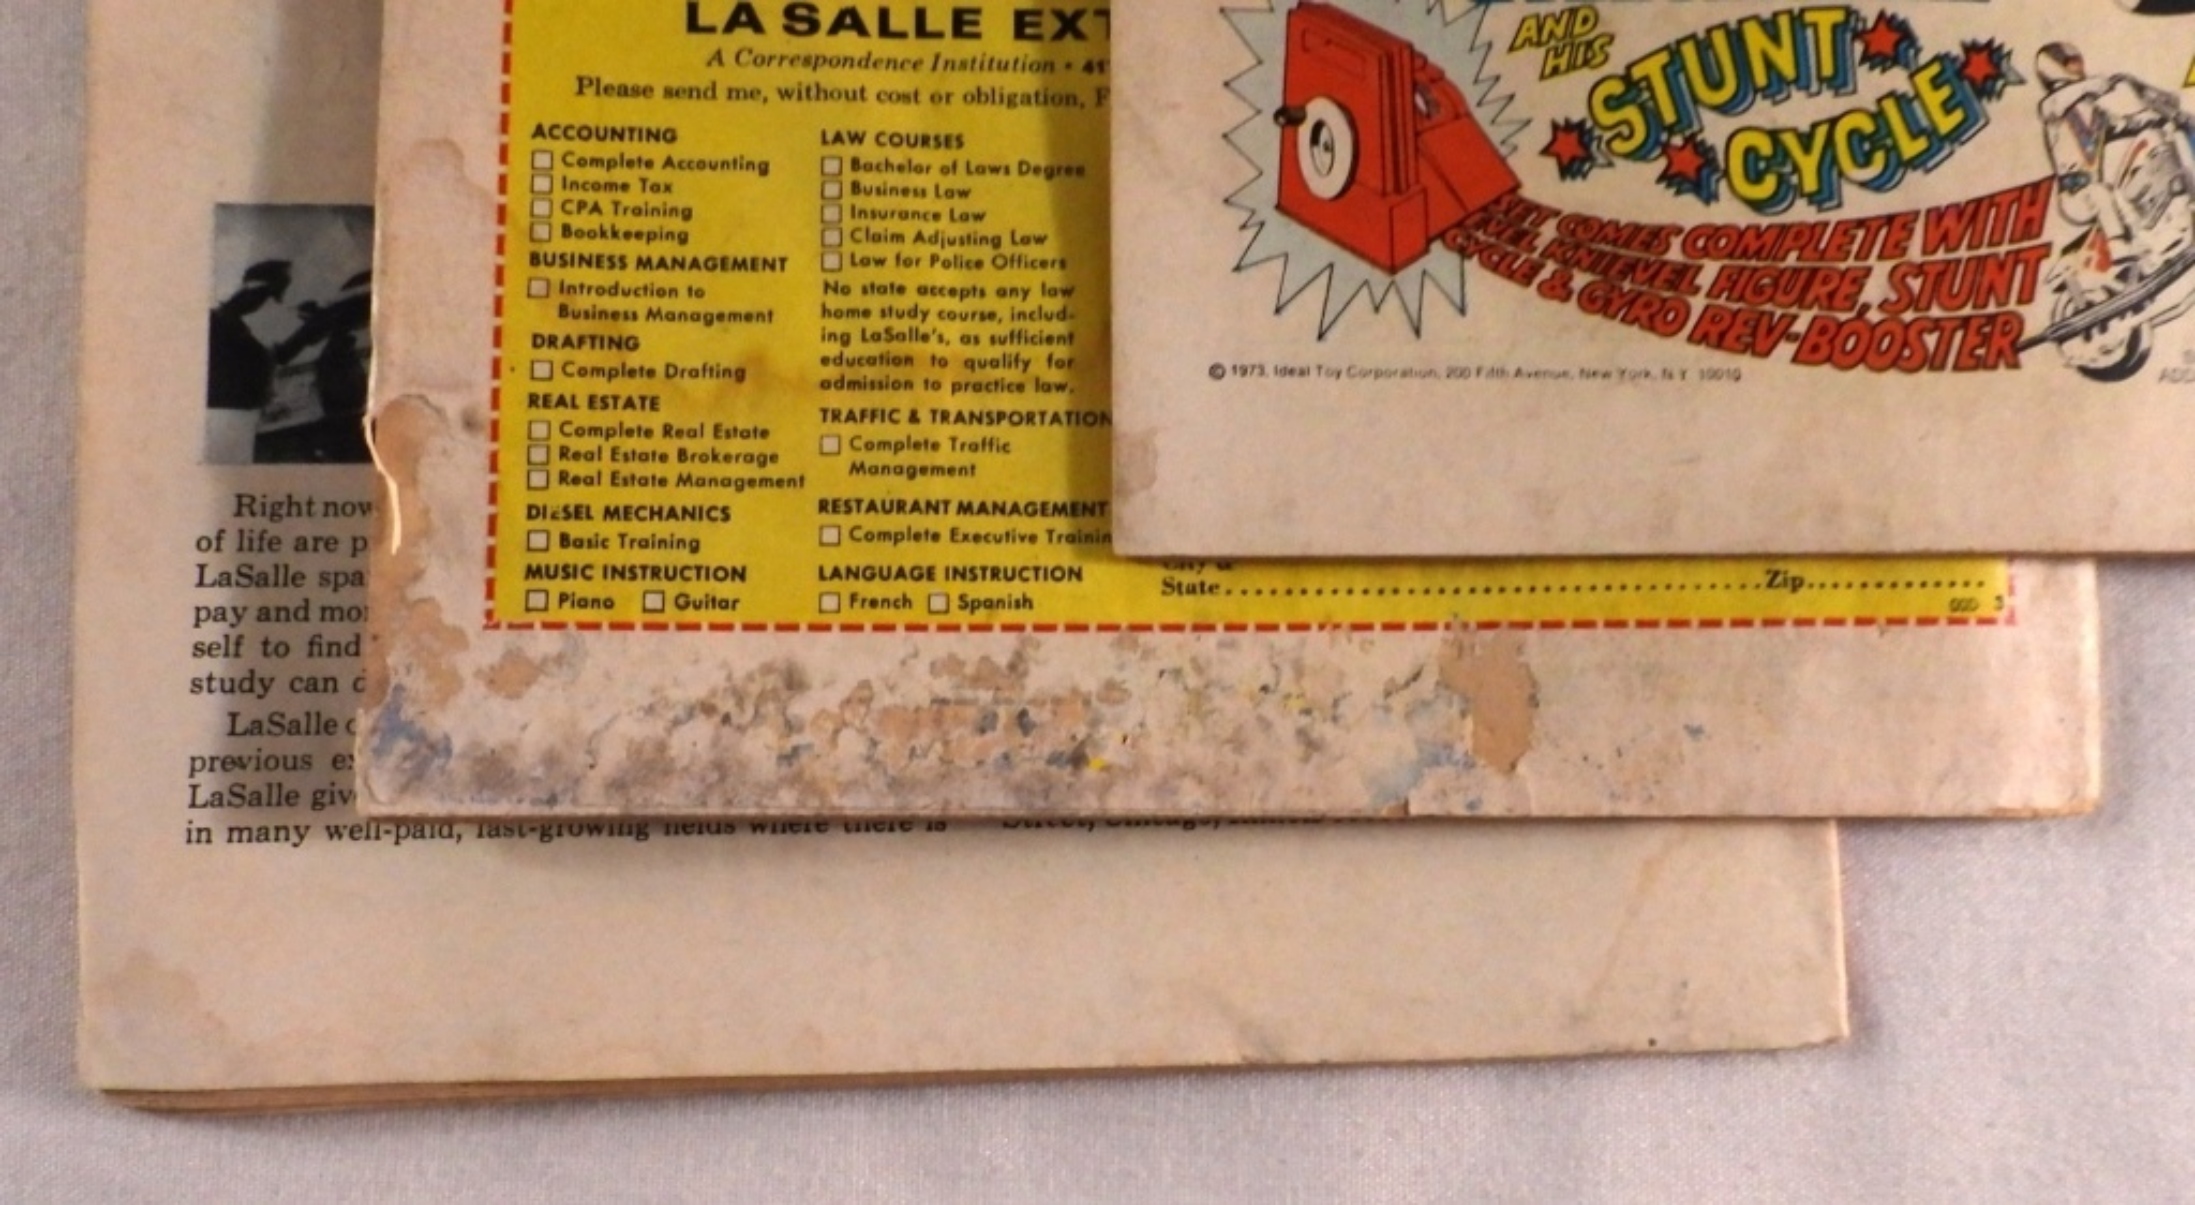 LA SALLE EXT
A Correspondence Institution • 41
Please send me, without cost or obligation, F
ACCOUNTING
Complete Accounting
Income Tax
CPA Training
Bookkeeping
BUSINESS MANAGEMENT
Introduction to
Business Management
DRAFTING
Complete Drafting
REAL ESTATE
Complete Real Estate
Real Estate Brokerage
Real Estate Management
DIESEL MECHANICS
Basic Training
MUSIC INSTRUCTION
Piano Guitar
LAW COURSES
Bachelor of Laws Degree
Business Law
Insurance Law
Claim Adjusting Law
Law for Police Officers
No state accepts any law
home study course, includ-
ing LaSalle's, as sufficient
education to qualify for
admission to practice law.
TRAFFIC & TRANSPORTATION
Complete Traffic
Management
RESTAURANT MANAGEMENT
Complete Executive Trainin
LANGUAGE INSTRUCTION
French Spanish
State.......... Zip..........
AND
HIS
STUNT
CYCLE
SET COMES COMPLETE WITH
EVEL KNIEVEL FIGURE, STUNT
CYCLE & GYRO REV-BOOSTER
© 1973, Ideal Toy Corporation, 200 Fifth Avenue, New York, N.Y. 10010
Right now
of life are p
LaSalle spa
pay and mo
self to find
study can
LaSalle
previous ex
LaSalle giv
in many well-paid, fast-growing fields where there is
Street, Chicago,